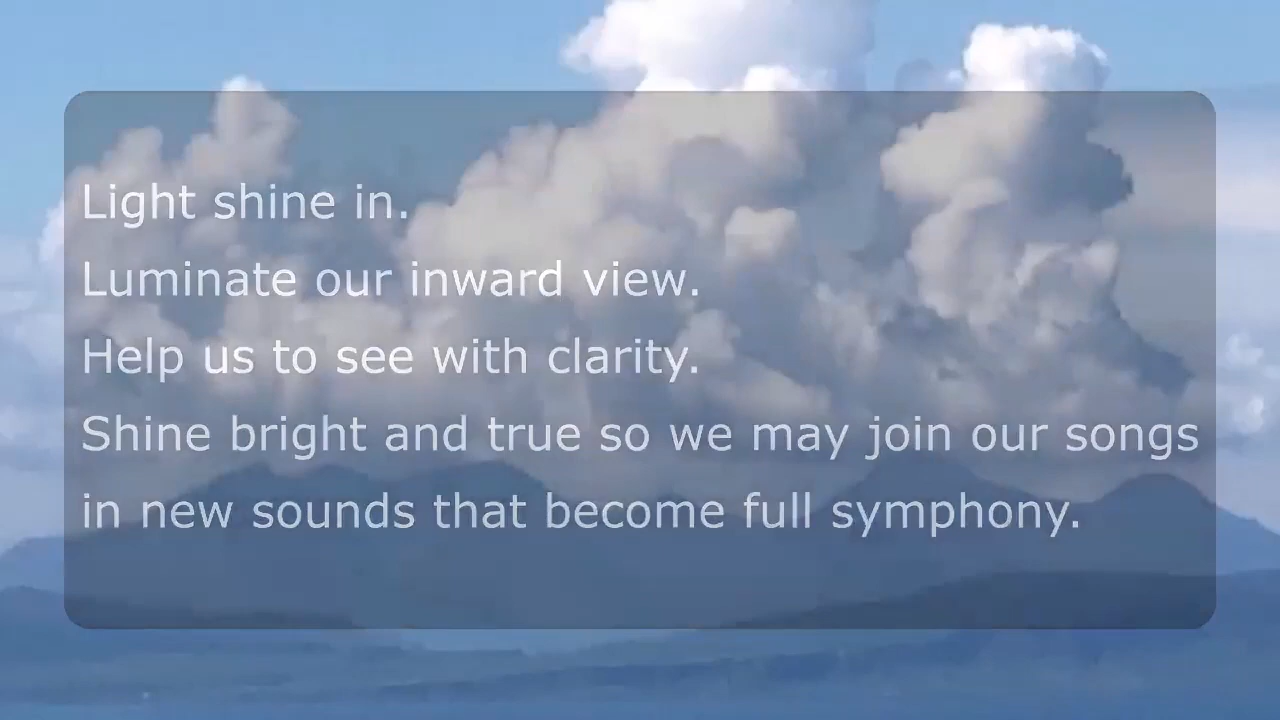 Light shine in.
Luminate our inward view.
Help us to see with clarity.
Shine bright and true so we may join our songs
in new sounds that become full symphony.